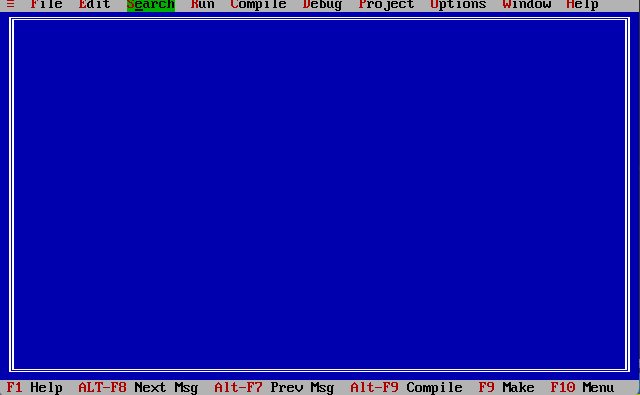 ≡ File Edit Search Run Compile Debug Project Options Window Help
F1 Help ALT-F8 Next Msg Alt-F7 Prev Msg Alt-F9 Compile F9 Make F10 Menu